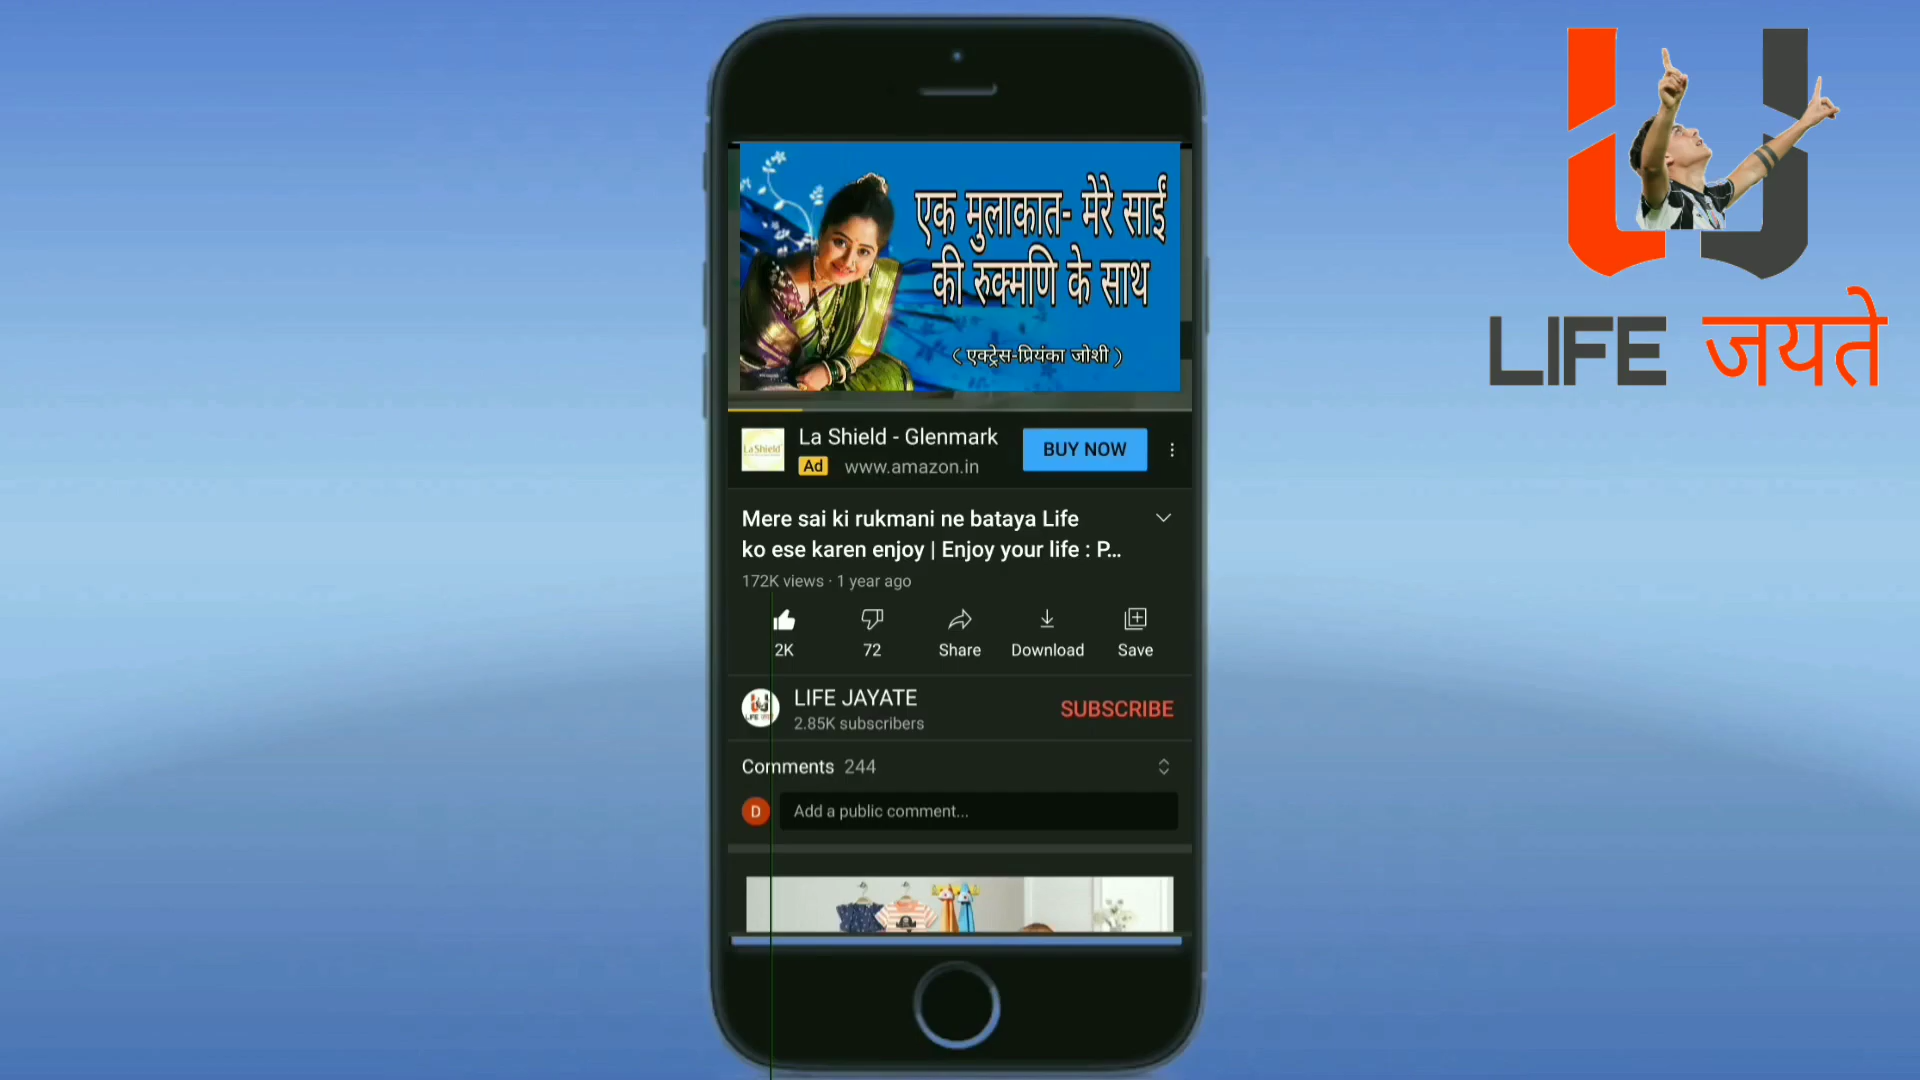 एक मुलाकात- मेरे साईं
की रुक्मणि के साथ
( एक्ट्रेस-प्रियंका जोशी )
LIFE जयते
La Shield
La Shield - Glenmark
Ad www.amazon.in
BUY NOW
Mere sai ki rukmani ne bataya Life
ko ese karen enjoy | Enjoy your life : P...
172K views · 1 year ago
2K 72 Share Download Save
LIFE JAYATE
2.85K subscribers
SUBSCRIBE
Comments 244
D
Add a public comment...